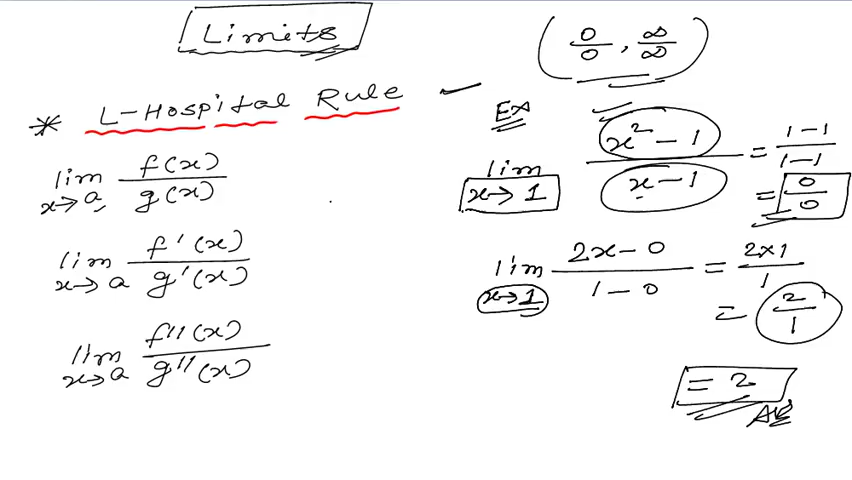 Limits
(0/0, ∞/∞)
* L-Hospital Rule ✓
Ex
lim x→a f(x)/g(x)
lim x→1 x²-1/x-1 = 1-1/1-1
= 0/0
lim x→a f'(x)/g'(x)
lim x→1 2x-0/1-0 = 2×1/1
= 2/1
lim x→a f''(x)/g''(x)
= 2